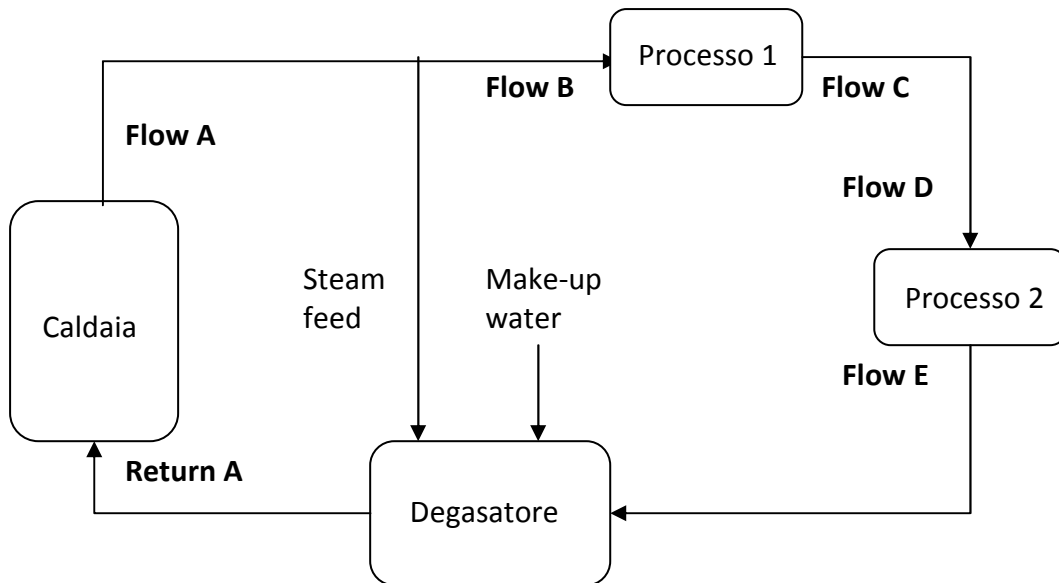 Processo 1
Flow B
Flow C
Flow A
Flow D
Steam
feed
Make-up
water
Processo 2
Caldaia
Flow E
Return A
Degasatore